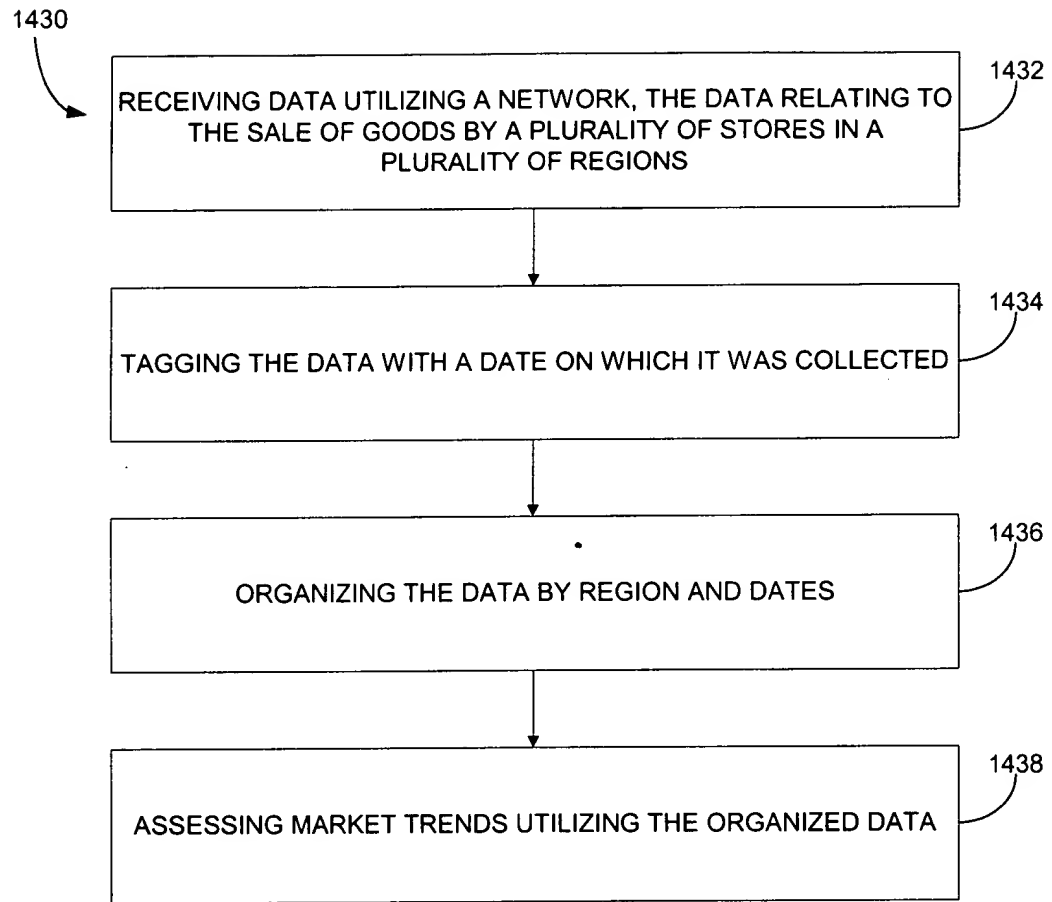 1430
1432
RECEIVING DATA UTILIZING A NETWORK, THE DATA RELATING TO
THE SALE OF GOODS BY A PLURALITY OF STORES IN A
PLURALITY OF REGIONS
1434
TAGGING THE DATA WITH A DATE ON WHICH IT WAS COLLECTED
1436
ORGANIZING THE DATA BY REGION AND DATES
1438
ASSESSING MARKET TRENDS UTILIZING THE ORGANIZED DATA